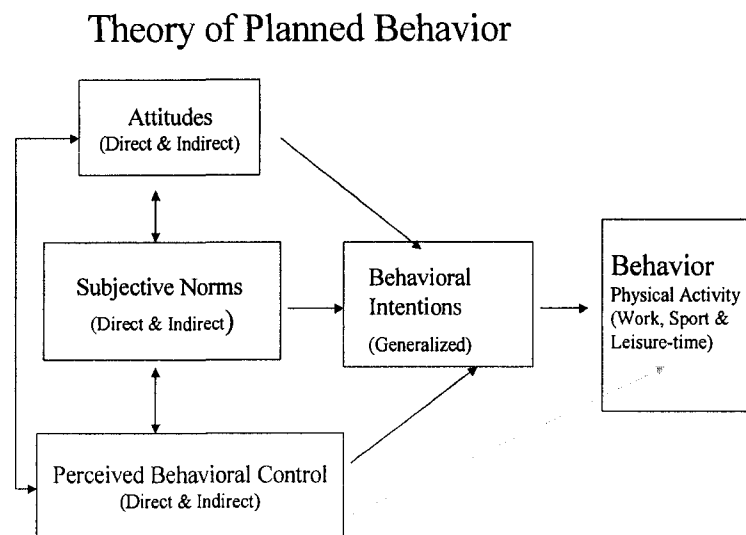 Theory of Planned Behavior
Attitudes
(Direct & Indirect)
Subjective Norms
(Direct & Indirect)
Perceived Behavioral Control
(Direct & Indirect)
Behavioral
Intentions
(Generalized)
Behavior
Physical Activity
(Work, Sport &
Leisure-time)